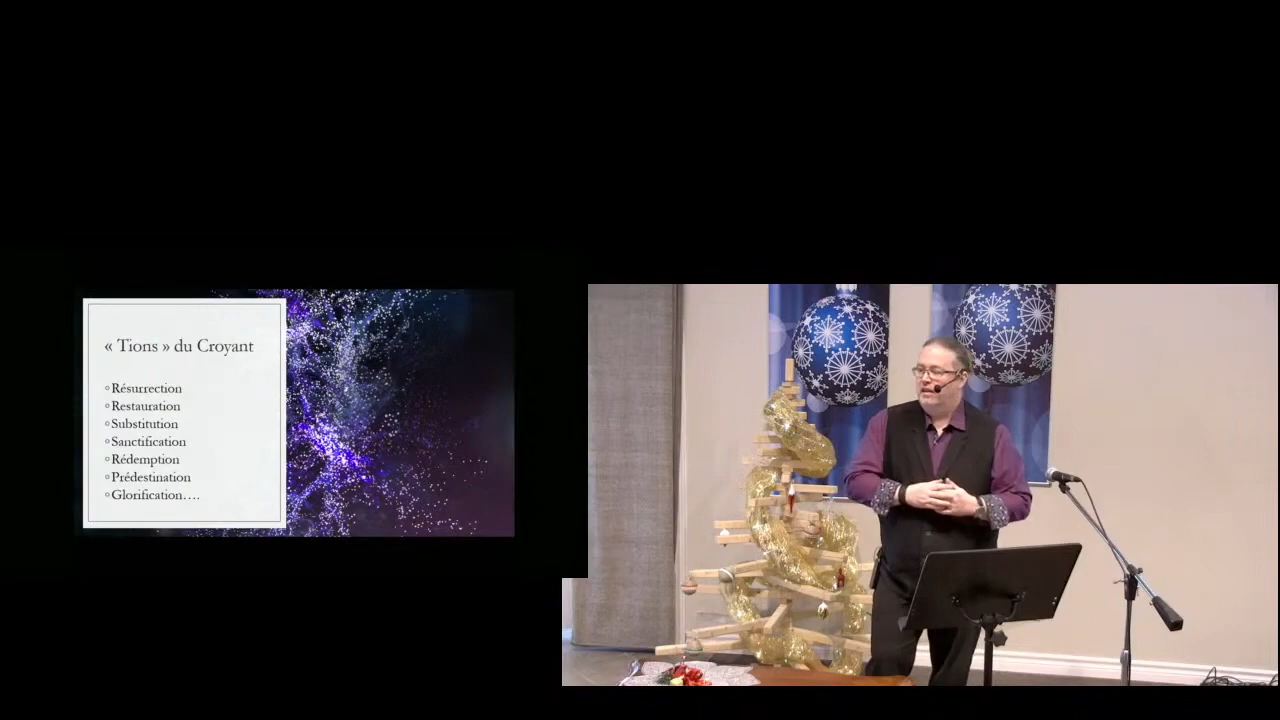 « Tions » du Croyant
Résurrection
Restauration
Substitution
Sanctification
Rédemption
Prédestination
Glorification….